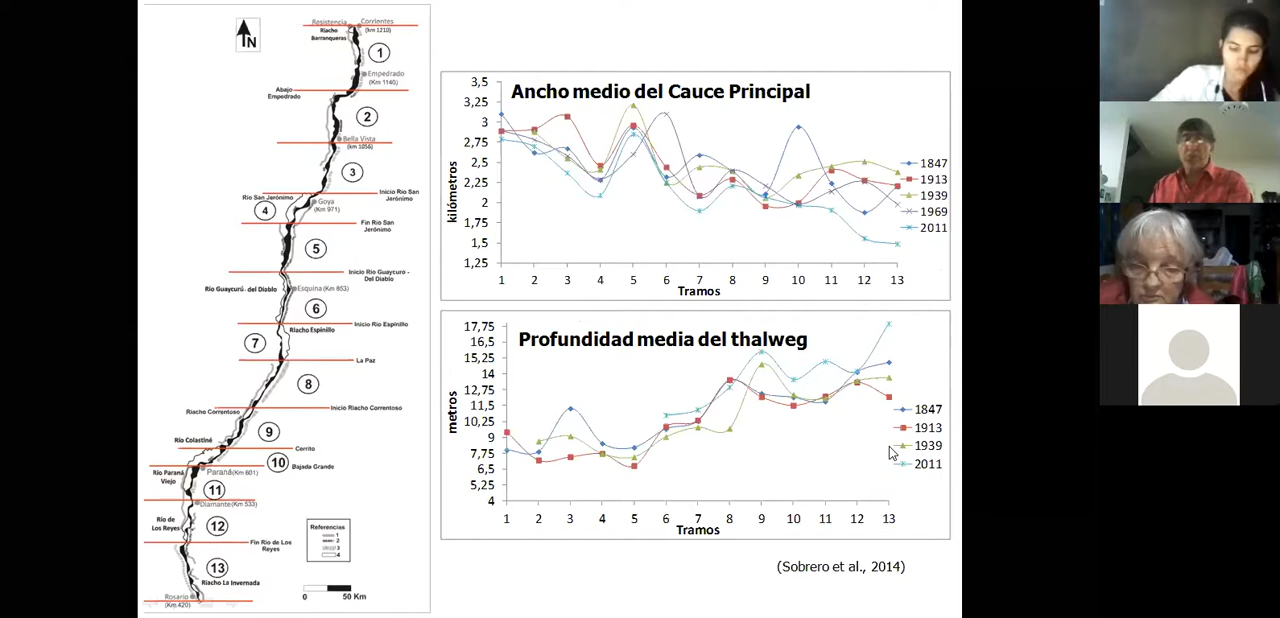 N
Resistencia
Corrientes
(km 1210)
Riacho
Barranqueras
1
Empedrado
(Km 1140)
Abajo
Empedrado
2
Bella Vista
(km 1056)
3
Río San Jerónimo
Inicio Río San
Jerónimo
4
Goya
(Km 971)
Fin Río San
Jerónimo
5
Inicio Río Guaycuro -
Del Diablo
Río Guaycurú - del Diablo
Esquina (Km 853)
6
Inicio Río Espinillo
Riacho Espinillo
7
La Paz
8
Riacho Correntoso
Inicio Riacho Correntoso
9
Río Colastiné
Cerrito
10
Bajada Grande
Río Paraná
Viejo
Paraná (Km 601)
11
Diamante (Km 533)
Río de
Los Reyes
12
Fin Río de Los
Reyes
13
Riacho La Invernada
Rosario
(Km 420)
Referencias
1
2
3
4
0 50 Km
Ancho medio del Cauce Principal
kilómetros
3,5
3,25
3
2,75
2,5
2,25
2
1,75
1,5
1,25
1 2 3 4 5 6 7 8 9 10 11 12 13
Tramos
1847
1913
1939
1969
2011
Profundidad media del thalweg
metros
17,75
16,5
15,25
14
12,75
11,5
10,25
9
7,75
6,5
5,25
4
1 2 3 4 5 6 7 8 9 10 11 12 13
Tramos
1847
1913
1939
2011
(Sobrero et al., 2014)